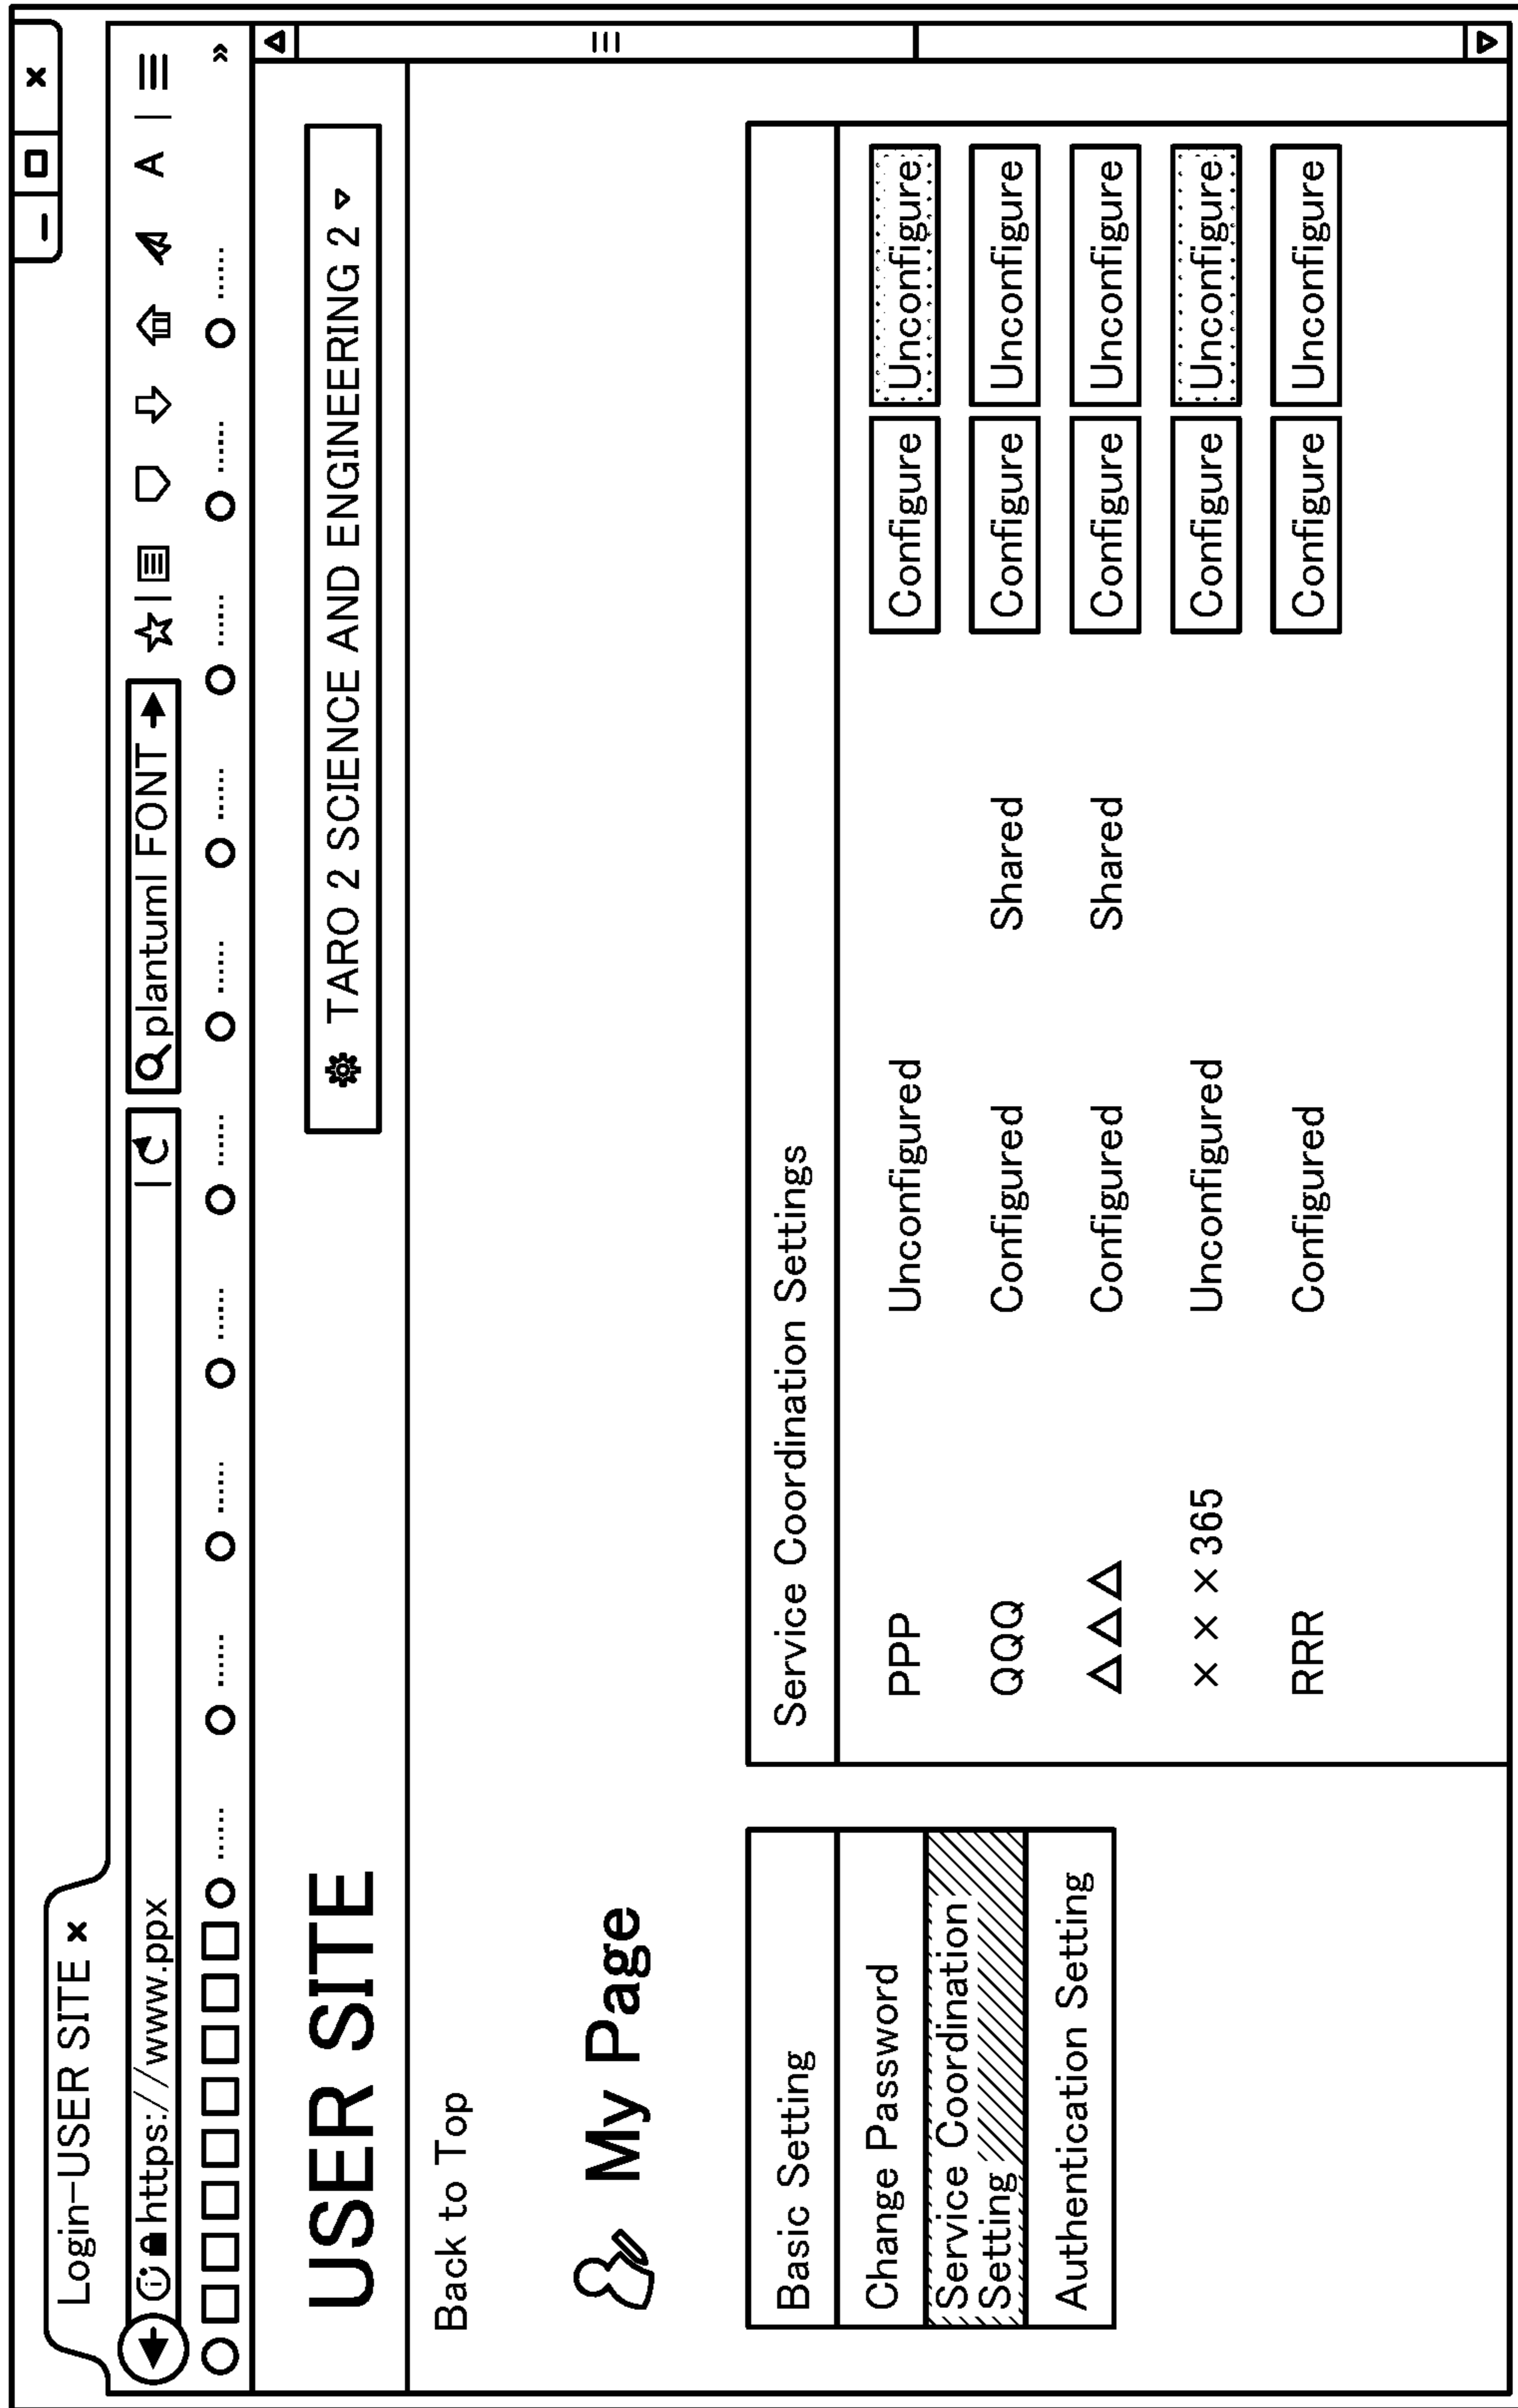 Login-USER SITE ×
https://www.ppx
plantuml FONT
A
USER SITE
TARO 2 SCIENCE AND ENGINEERING 2
Back to Top
My Page
Basic Setting
Change Password
Service Coordination
Setting
Authentication Setting
Service Coordination Settings
PPP Unconfigured Configure Unconfigure
QQQ Configured Shared Configure Unconfigure
△△△ Configured Shared Configure Unconfigure
×××365 Unconfigured Configure Unconfigure
RRR Configured Configure Unconfigure